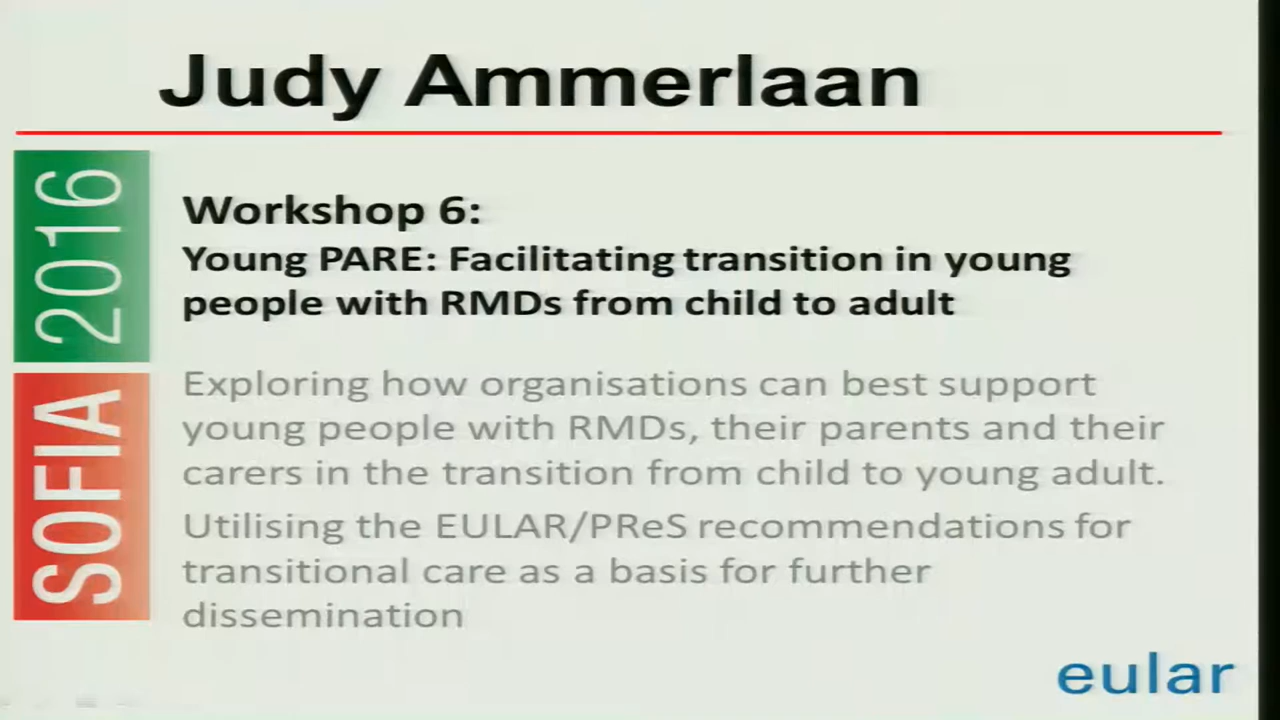 Judy Ammerlaan
2016
SOFIA
Workshop 6:
Young PARE: Facilitating transition in young
people with RMDs from child to adult
Exploring how organisations can best support
young people with RMDs, their parents and their
carers in the transition from child to young adult.
Utilising the EULAR/PReS recommendations for
transitional care as a basis for further
dissemination
eular